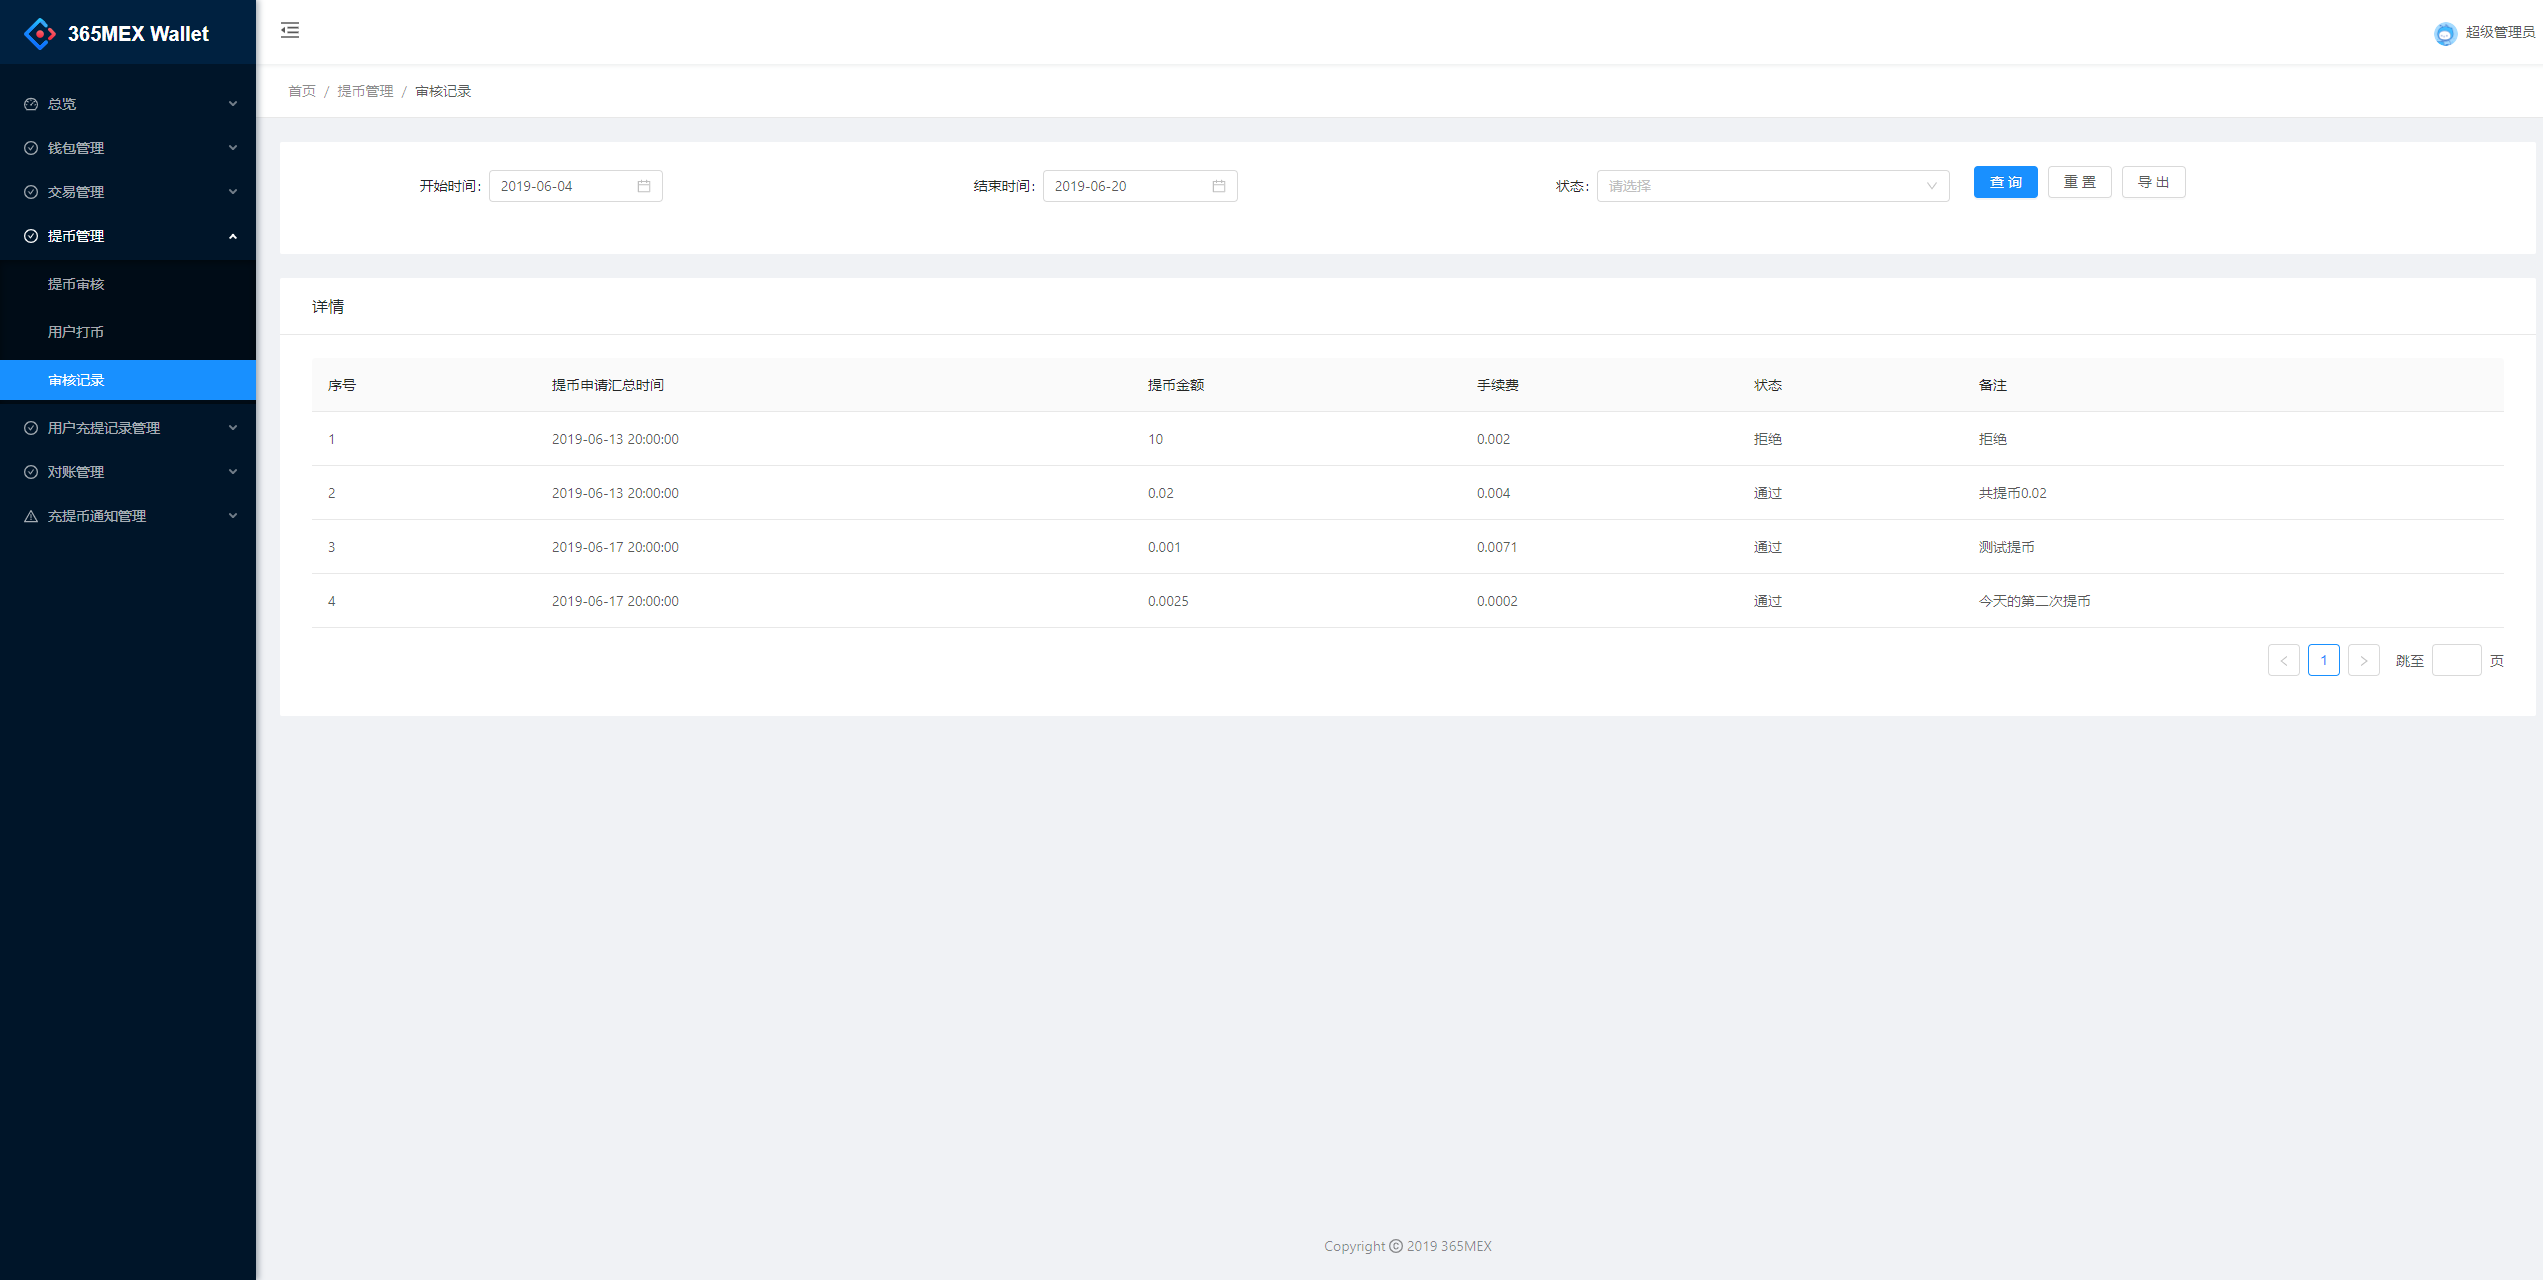 365MEX Wallet
超级管理员
总览
钱包管理
交易管理
提币管理
提币审核
用户打币
审核记录
用户充提记录管理
对账管理
充提币通知管理
首页 / 提币管理 / 审核记录
开始时间: 2019-06-04 结束时间: 2019-06-20 状态: 请选择 查 询 重 置 导 出
详情
序号 提币申请汇总时间 提币金额 手续费 状态 备注
1 2019-06-13 20:00:00 10 0.002 拒绝 拒绝
2 2019-06-13 20:00:00 0.02 0.004 通过 共提币0.02
3 2019-06-17 20:00:00 0.001 0.0071 通过 测试提币
4 2019-06-17 20:00:00 0.0025 0.0002 通过 今天的第二次提币
< 1 > 跳至 页
Copyright © 2019 365MEX